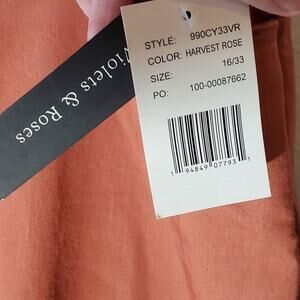 Violets & Roses
STYLE: 990CY33VR
COLOR: HARVEST ROSE
SIZE: 16/33
PO: 100-00087662
1 94849 07793 1